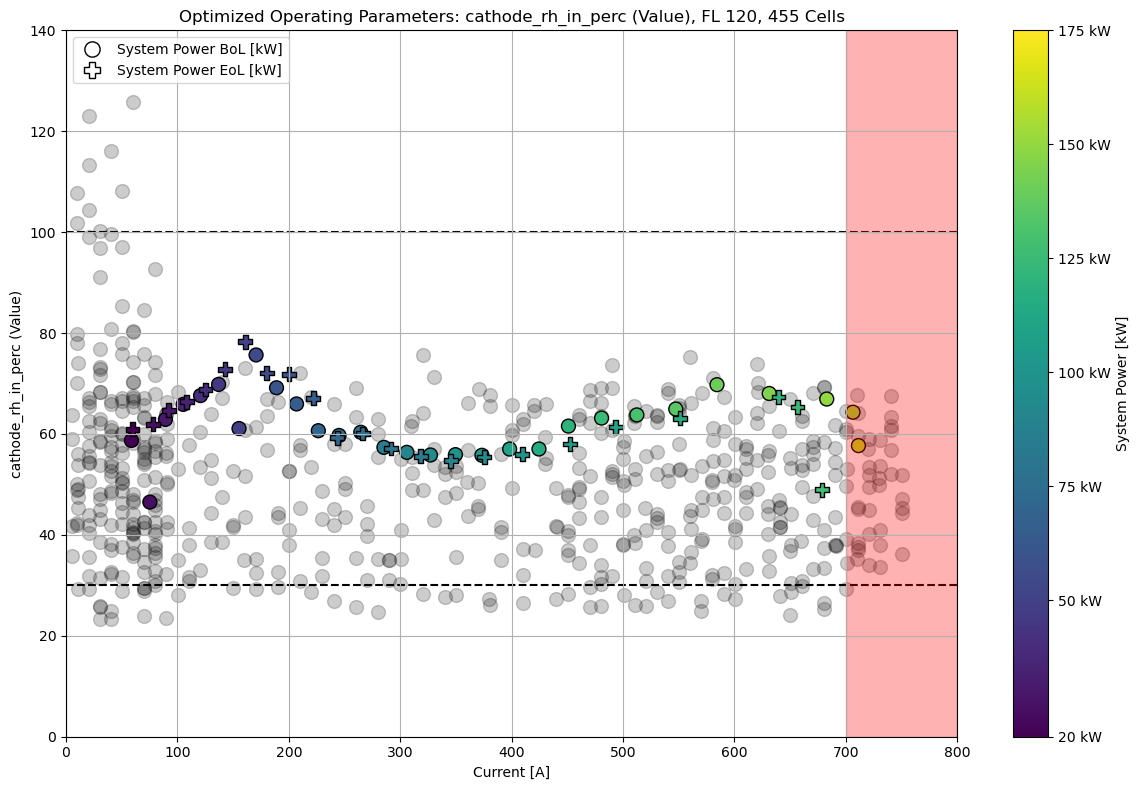 Optimized Operating Parameters: cathode_rh_in_perc (Value), FL 120, 455 Cells
System Power BoL [kW]
System Power EoL [kW]
140
120
100
80
60
40
20
0
cathode_rh_in_perc (Value)
0 100 200 300 400 500 600 700 800
Current [A]
175 kW
150 kW
125 kW
100 kW
75 kW
50 kW
20 kW
System Power [kW]